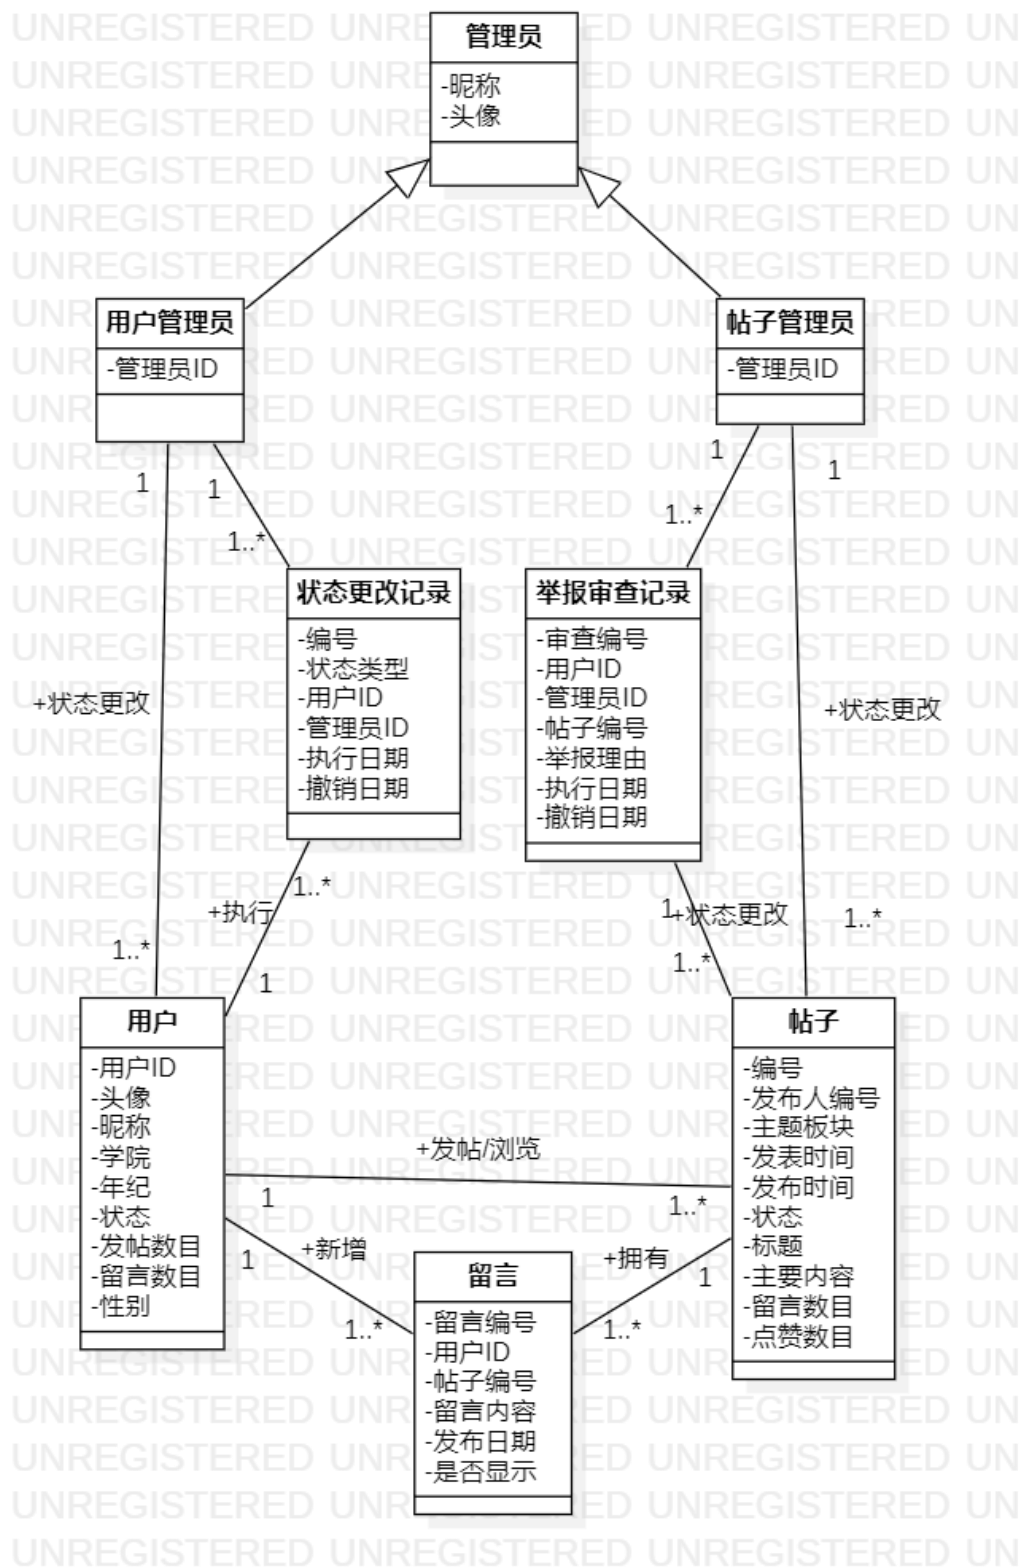 管理员
-昵称
-头像
用户管理员
-管理员ID
帖子管理员
-管理员ID
1
1
1..*
1
1..*
1
状态更改记录
-编号
-状态类型
-用户ID
-管理员ID
-执行日期
-撤销日期
举报审查记录
-审查编号
-用户ID
-管理员ID
-帖子编号
-举报理由
-执行日期
-撤销日期
+状态更改
+状态更改
1..*
+执行
1..*
1
1
+状态更改
1..*
1..*
用户
-用户ID
-头像
-昵称
-学院
-年纪
-状态
-发帖数目
-留言数目
-性别
帖子
-编号
-发布人编号
-主题板块
-发表时间
-发布时间
-状态
-标题
-主要内容
-留言数目
-点赞数目
+发帖/浏览
1
1..*
1
+新增
1..*
+拥有
1
1..*
留言
-留言编号
-用户ID
-帖子编号
-留言内容
-发布日期
-是否显示
UNREGISTERED UNREGISTERED UNREGISTERED UN